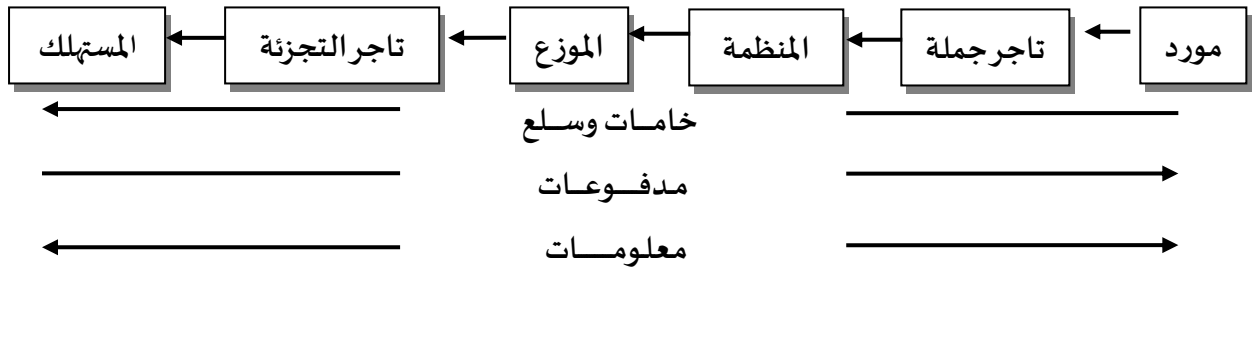 مورد
تاجر جملة
المنظمة
الموزع
تاجر التجزئة
المستهلك
خامات وسلع
مدفوعات
معلومات